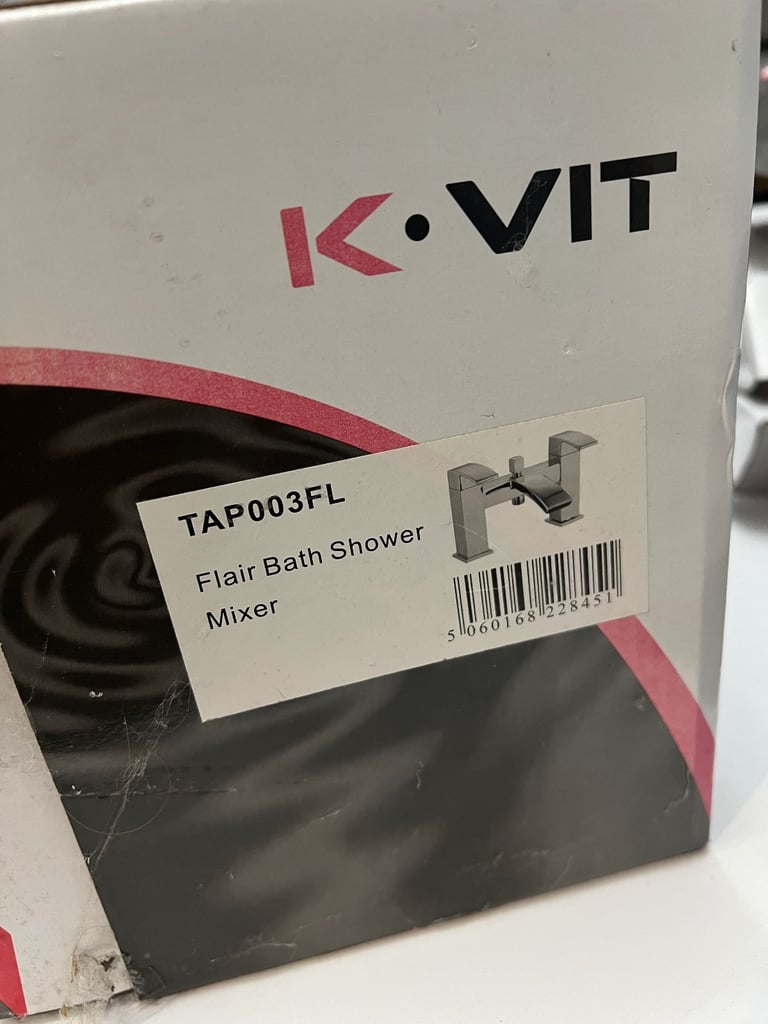 K·VIT
TAP003FL
Flair Bath Shower
Mixer
5 060168 228451